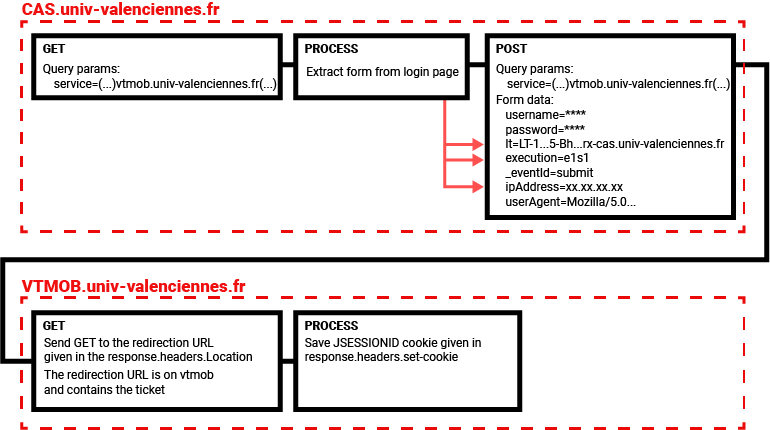 CAS.univ-valenciennes.fr
GET
Query params:
service=(...)vtmob.univ-valenciennes.fr(...)
PROCESS
Extract form from login page
POST
Query params:
service=(...)vtmob.univ-valenciennes.fr(...)
Form data:
username=****
password=****
lt=LT-1...5-Bh...rx-cas.univ-valenciennes.fr
execution=e1s1
_eventId=submit
ipAddress=xx.xx.xx.xx
userAgent=Mozilla/5.0...
VTMOB.univ-valenciennes.fr
GET
Send GET to the redirection URL
given in the response.headers.Location
The redirection URL is on vtmob
and contains the ticket
PROCESS
Save JSESSIONID cookie given in
response.headers.set-cookie